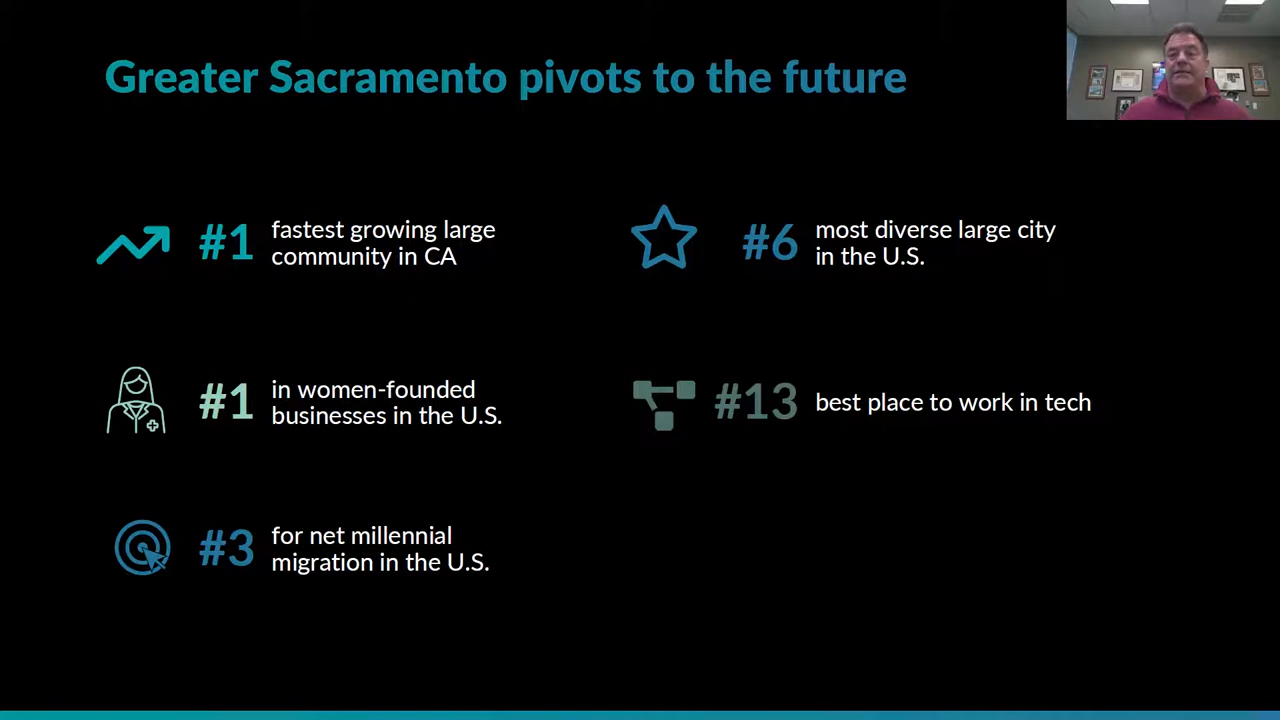 Greater Sacramento pivots to the future
#1
fastest growing large
community in CA
#6
most diverse large city
in the U.S.
#1
in women-founded
businesses in the U.S.
#13
best place to work in tech
#3
for net millennial
migration in the U.S.